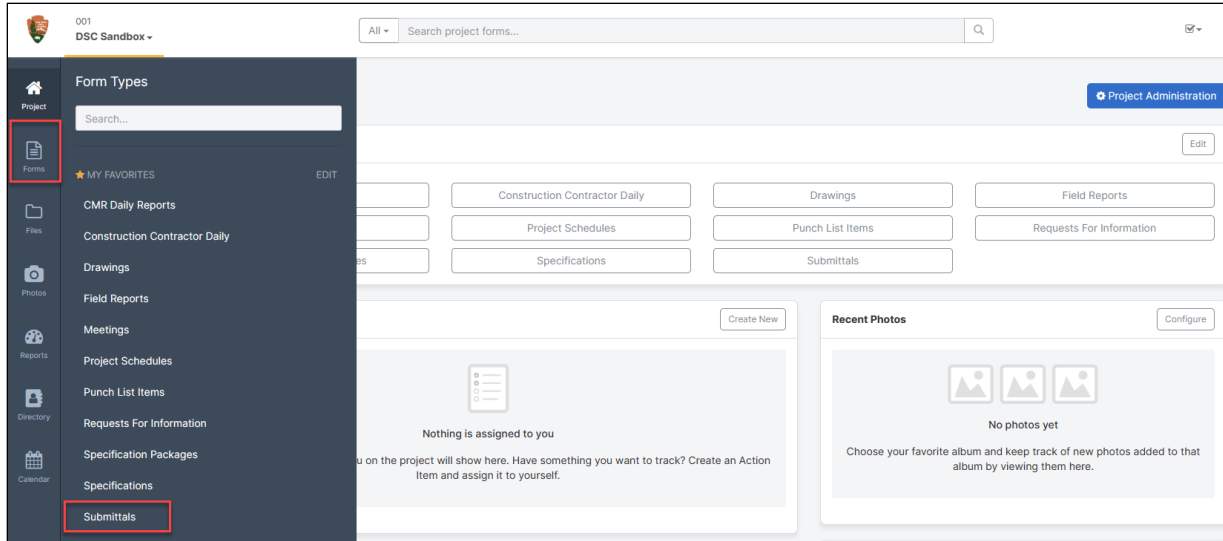 001
DSC Sandbox
All
Search project forms...
Project
Forms
Files
Photos
Reports
Directory
Calendar
Form Types
Search...
MY FAVORITES EDIT
CMR Daily Reports
Construction Contractor Daily
Drawings
Field Reports
Meetings
Project Schedules
Punch List Items
Requests For Information
Specification Packages
Specifications
Submittals
Project Administration
Edit
Construction Contractor Daily Drawings Field Reports
Project Schedules Punch List Items Requests For Information
es Specifications Submittals
Create New
Nothing is assigned to you
u on the project will show here. Have something you want to track? Create an Action
Item and assign it to yourself.
Recent Photos Configure
No photos yet
Choose your favorite album and keep track of new photos added to that
album by viewing them here.